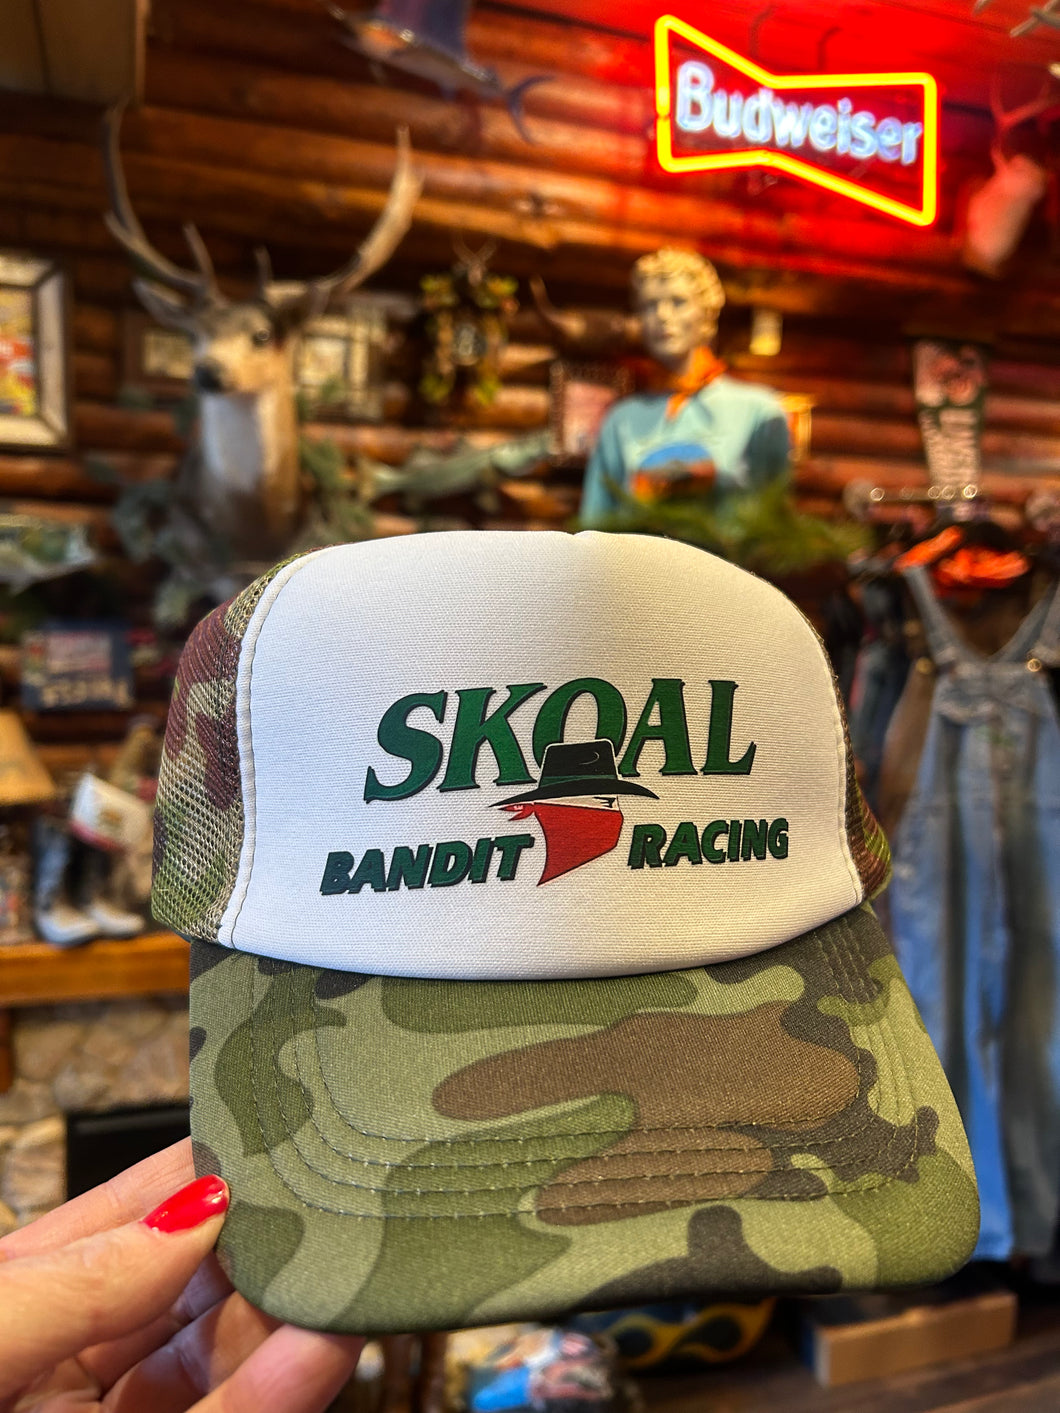 Budweiser
SKOAL
BANDIT RACING